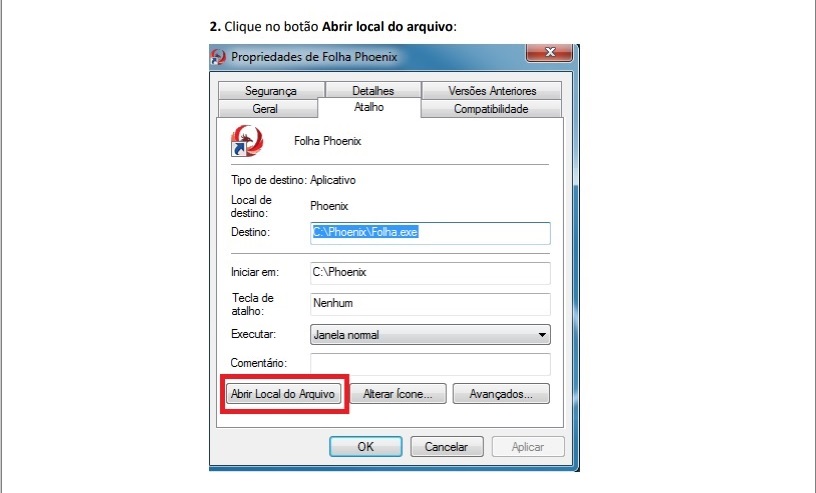 2. Clique no botão Abrir local do arquivo:
Propriedades de Folha Phoenix
Segurança Detalhes Versões Anteriores
Geral Atalho Compatibilidade
Folha Phoenix
Tipo de destino: Aplicativo
Local de destino: Phoenix
Destino: C:\Phoenix\Folha.exe
Iniciar em: C:\Phoenix
Tecla de atalho: Nenhum
Executar: Janela normal
Comentário:
Abrir Local do Arquivo Alterar Ícone... Avançados...
OK Cancelar Aplicar